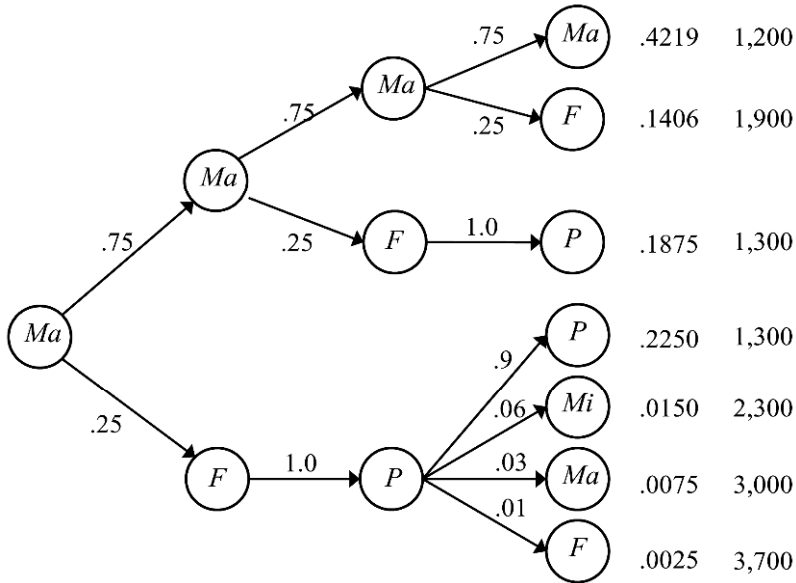 .75 Ma .4219 1,200
Ma
.75 .25 F .1406 1,900
Ma
.75 .25 F 1.0 P .1875 1,300
Ma
.9 P .2250 1,300
.25 .06 Mi .0150 2,300
F 1.0 P .03 Ma .0075 3,000
.01
F .0025 3,700